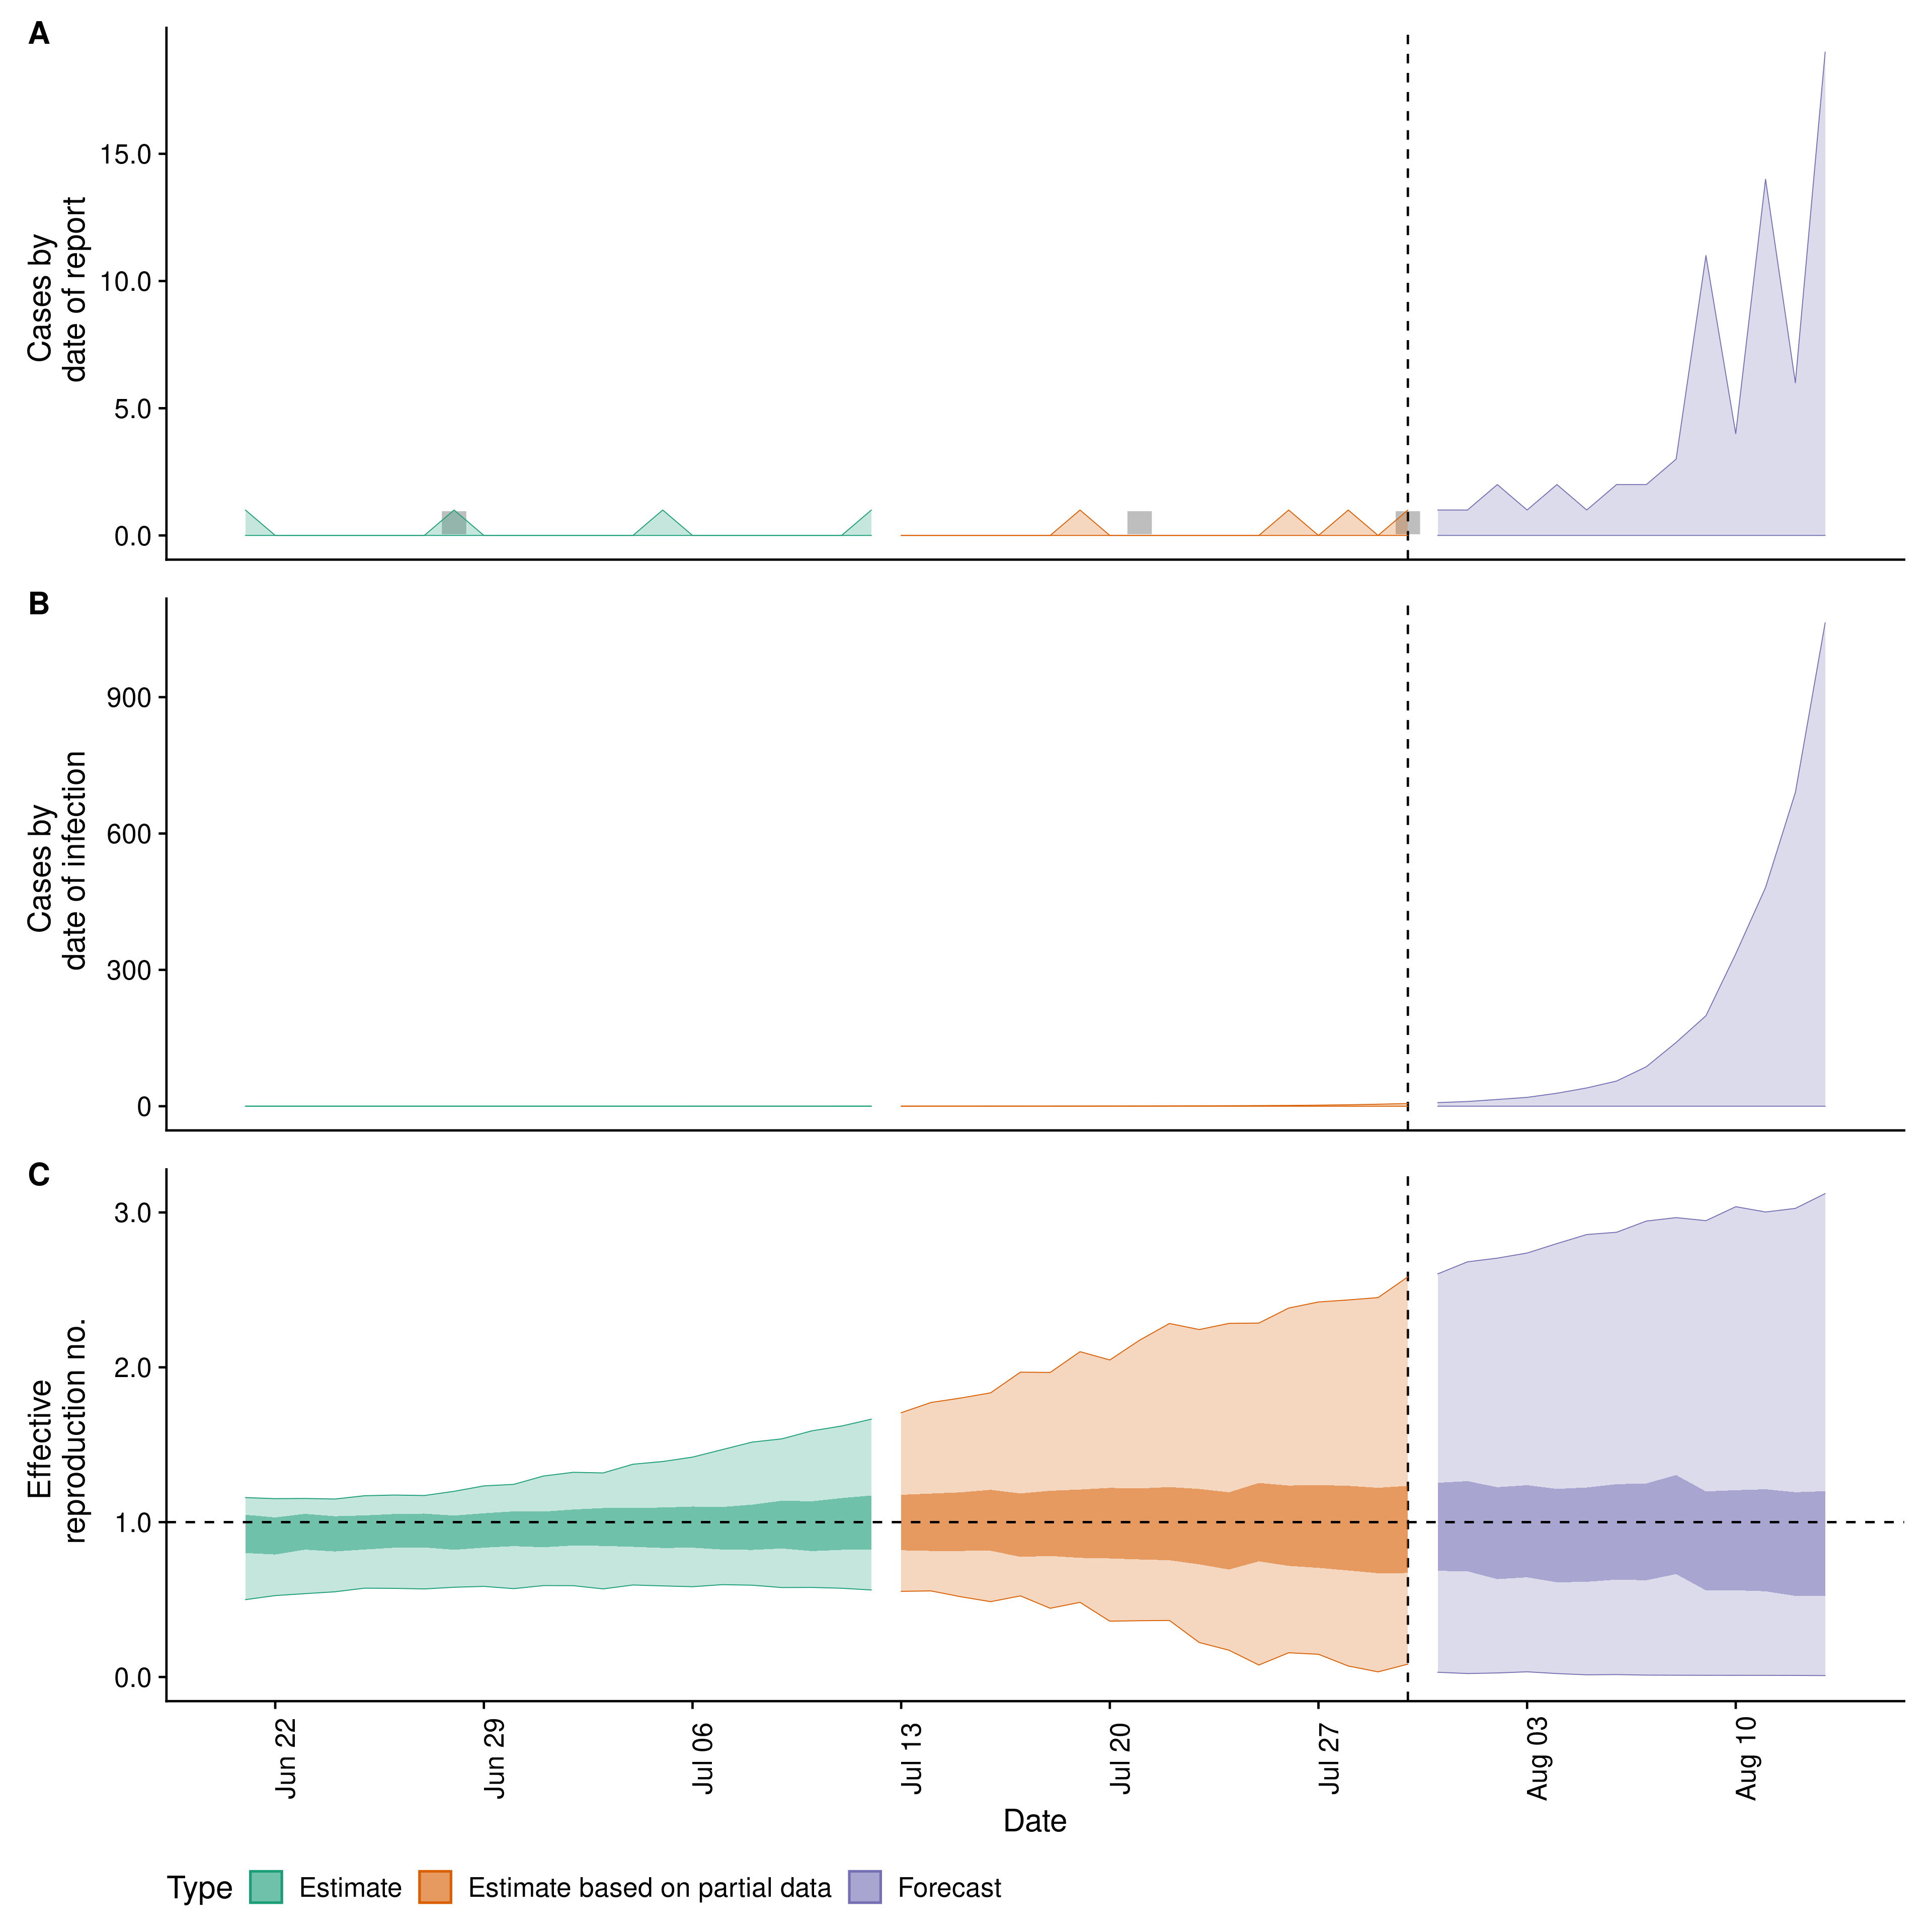 A
Cases by
date of report
15.0
10.0
5.0
0.0
B
Cases by
date of infection
900
600
300
0
C
Effective
reproduction no.
3.0
2.0
1.0
0.0
Jun 22
Jun 29
Jul 06
Jul 13
Jul 20
Jul 27
Aug 03
Aug 10
Date
Type Estimate Estimate based on partial data Forecast